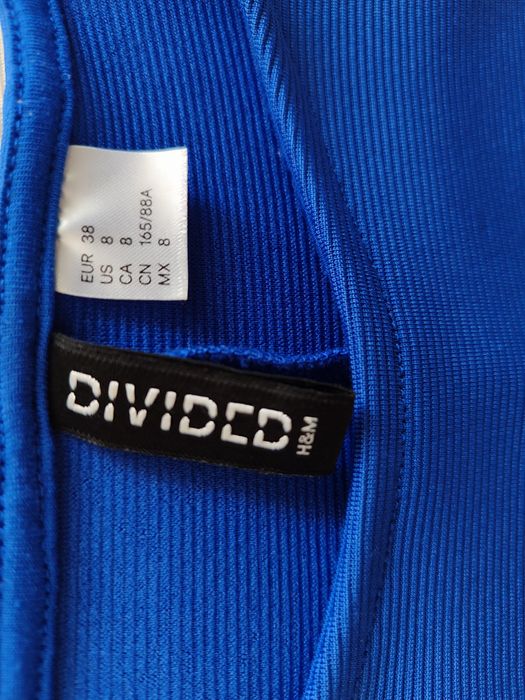 EUR 38
US 8
CA 8
CN 165/88A
MX 8
DIVIDED
H&M